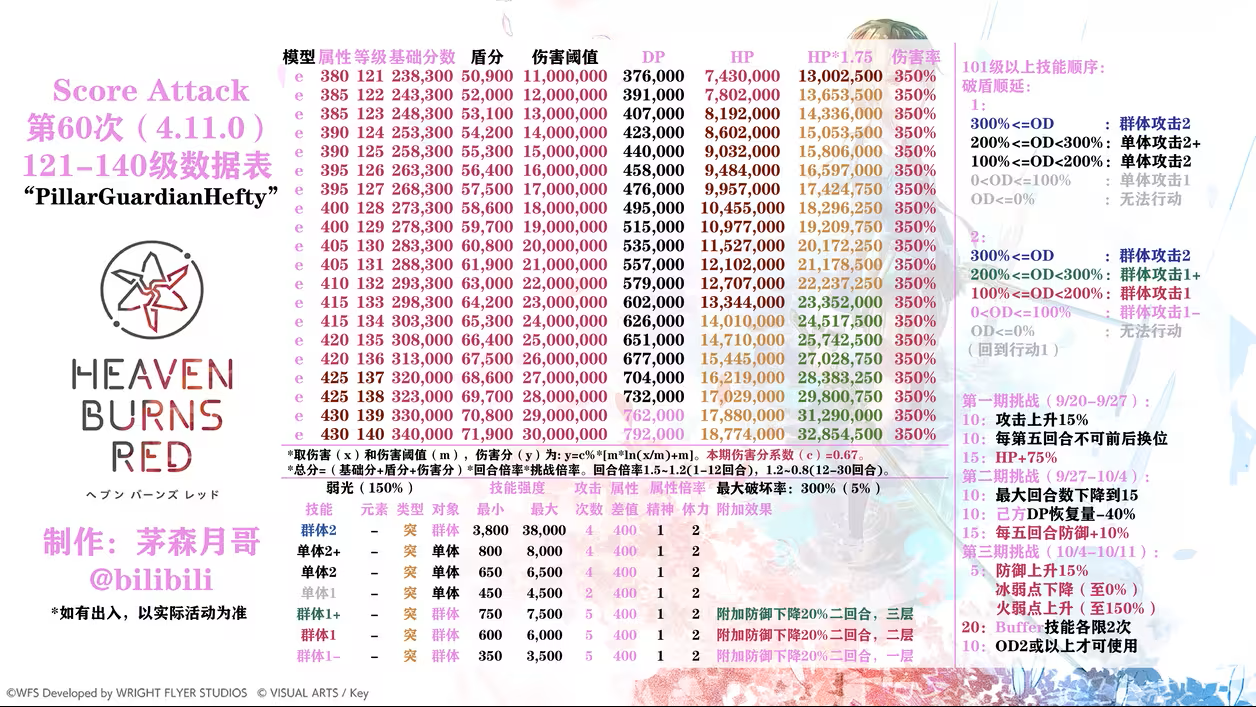 Score Attack
第60次（4.11.0）
121-140级数据表
“PillarGuardianHefty”
HEAVEN
BURNS
RED
ヘブン バーンズ レッド
制作：茅森月哥
@bilibili
*如有出入，以实际活动为准
模型 属性 等级 基础分数 盾分 伤害阈值 DP HP HP*1.75 伤害率
e 380 121 238,300 50,900 11,000,000 376,000 7,430,000 13,002,500 350%
e 385 122 243,300 52,000 12,000,000 391,000 7,802,000 13,653,500 350%
e 385 123 248,300 53,100 13,000,000 407,000 8,192,000 14,336,000 350%
e 390 124 253,300 54,200 14,000,000 423,000 8,602,000 15,053,500 350%
e 390 125 258,300 55,300 15,000,000 440,000 9,032,000 15,806,000 350%
e 395 126 263,300 56,400 16,000,000 458,000 9,484,000 16,597,000 350%
e 395 127 268,300 57,500 17,000,000 476,000 9,957,000 17,424,750 350%
e 400 128 273,300 58,600 18,000,000 495,000 10,455,000 18,296,250 350%
e 400 129 278,300 59,700 19,000,000 515,000 10,977,000 19,209,750 350%
e 405 130 283,300 60,800 20,000,000 535,000 11,527,000 20,172,250 350%
e 405 131 288,300 61,900 21,000,000 557,000 12,102,000 21,178,500 350%
e 410 132 293,300 63,000 22,000,000 579,000 12,707,000 22,237,250 350%
e 415 133 298,300 64,200 23,000,000 602,000 13,344,000 23,352,000 350%
e 415 134 303,300 65,300 24,000,000 626,000 14,010,000 24,517,500 350%
e 420 135 308,000 66,400 25,000,000 651,000 14,710,000 25,742,500 350%
e 420 136 313,000 67,500 26,000,000 677,000 15,445,000 27,028,750 350%
e 425 137 320,000 68,600 27,000,000 704,000 16,219,000 28,383,250 350%
e 425 138 323,000 69,700 28,000,000 732,000 17,029,000 29,800,750 350%
e 430 139 330,000 70,800 29,000,000 762,000 17,880,000 31,290,000 350%
e 430 140 340,000 71,900 30,000,000 792,000 18,774,000 32,854,500 350%
*取伤害（x）和伤害阈值（m），伤害分（y）为: y=c%*[m*ln(x/m)+m]。本期伤害分系数（c）=0.67。
*总分=（基础分+盾分+伤害分）*回合倍率*挑战倍率。回合倍率1.5~1.2(1-12回合)，1.2~0.8(12-30回合)。
弱光（150%） 技能强度 攻击 属性 属性倍率 最大破坏率：300%（5%）
技能 元素 类型 对象 最小 最大 次数 差值 精神 体力 附加效果
群体2 – 突 群体 3,800 38,000 4 400 1 2
单体2+ – 突 单体 800 8,000 4 400 1 2
单体2 – 突 单体 650 6,500 2 400 1 2
单体1 – 突 单体 450 4,500 2 400 1 2
群体1+ – 突 群体 750 7,500 5 400 1 2 附加防御下降20%二回合，三层
群体1 – 突 群体 600 6,000 5 400 1 2 附加防御下降20%二回合，二层
群体1- – 突 群体 350 3,500 5 400 1 2 附加防御下降20%二回合，一层
101级以上技能顺序：
破盾顺延：
1：
300%<=OD ：群体攻击2
200%<=OD<300%：单体攻击2+
100%<=OD<200%：单体攻击2
0<OD<=100% ：单体攻击1
OD<=0% ：无法行动
2：
300%<=OD ：群体攻击2
200%<=OD<300%：群体攻击1+
100%<=OD<200%：群体攻击1
0<OD<=100% ：群体攻击1-
OD<=0% ：无法行动
（回到行动1）
第一期挑战（9/20-9/27）：
10：攻击上升15%
10：每第五回合不可前后换位
15：HP+75%
第二期挑战（9/27-10/4）：
10：最大回合数下降到15
10：己方DP恢复量-40%
15：每五回合防御+10%
第三期挑战（10/4-10/11）：
5：防御上升15%
冰弱点下降（至0%）
火弱点上升（至150%）
20：Buffer技能各限2次
10：OD2或以上才可使用
©WFS Developed by WRIGHT FLYER STUDIOS © VISUAL ARTS / Key